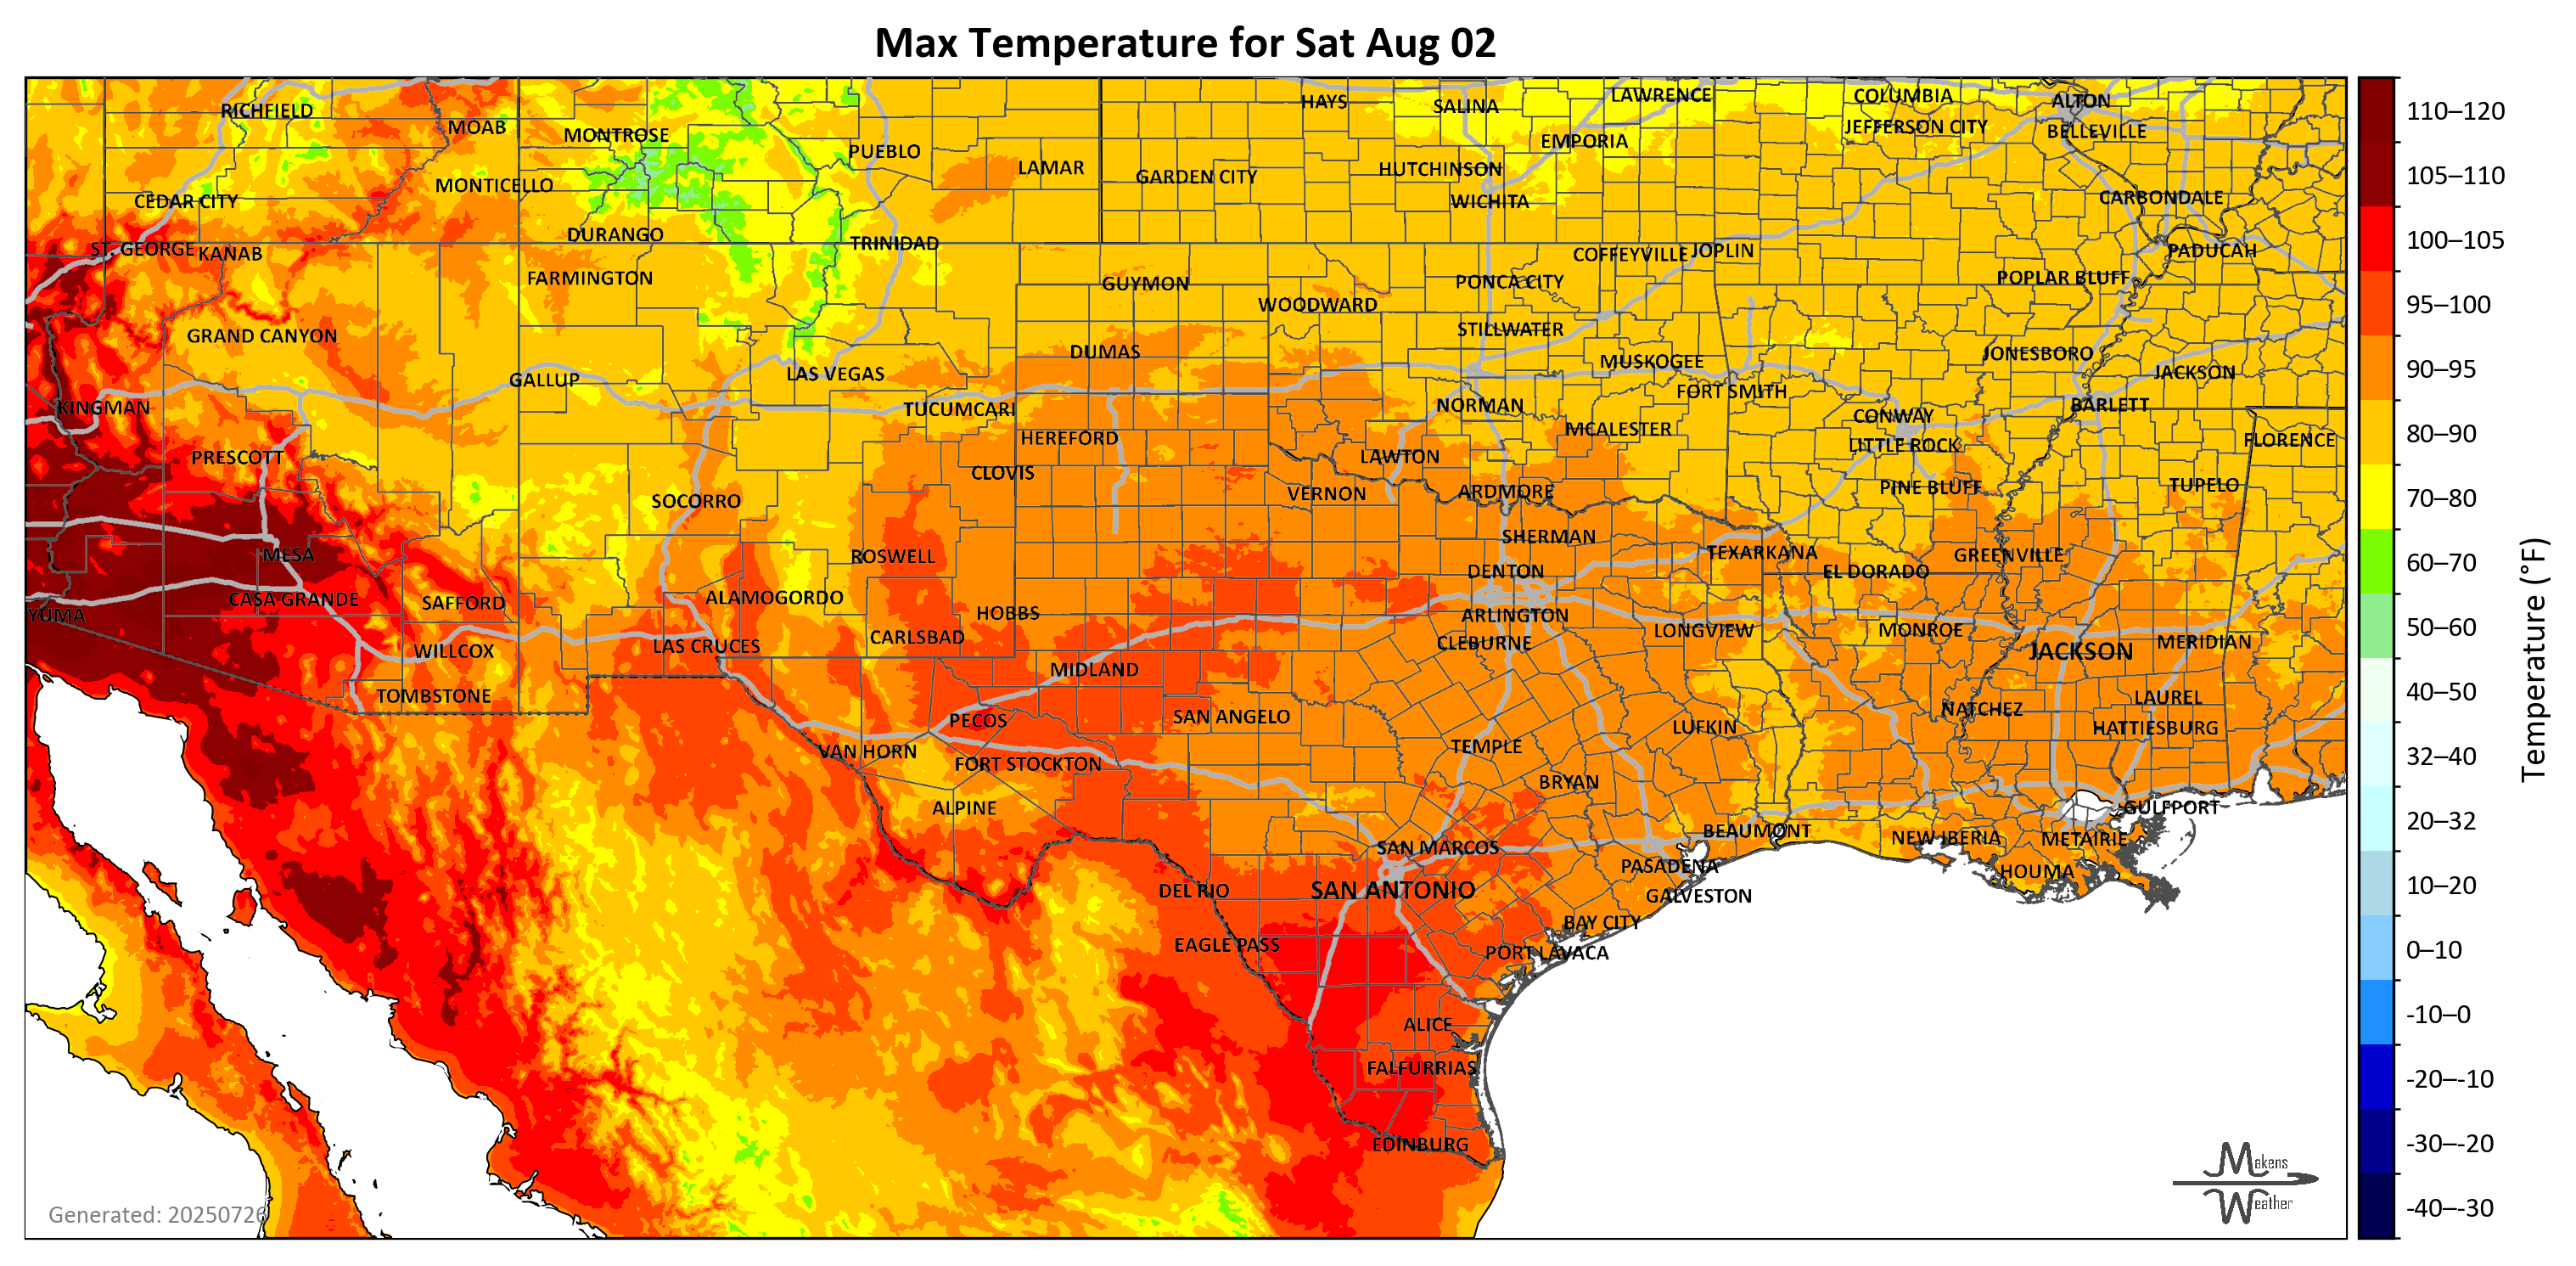 Max Temperature for Sat Aug 02
RICHFIELD
MOAB
MONTROSE
PUEBLO
LAMAR
HAYS
SALINA
LAWRENCE
COLUMBIA
ALTON
JEFFERSON CITY
BELLEVILLE
EMPORIA
HUTCHINSON
GARDEN CITY
MONTICELLO
CEDAR CITY
WICHITA
CARBONDALE
DURANGO
TRINIDAD
ST. GEORGE
KANAB
COFFEYVILLE
JOPLIN
PADUCAH
FARMINGTON
GUYMON
PONCA CITY
POPLAR BLUFF
WOODWARD
STILLWATER
GRAND CANYON
DUMAS
MUSKOGEE
JONESBORO
JACKSON
GALLUP
LAS VEGAS
FORT SMITH
KINGMAN
TUCUMCARI
NORMAN
CONWAY
BARLETT
HEREFORD
MCALESTER
LITTLE ROCK
FLORENCE
PRESCOTT
CLOVIS
LAWTON
PINE BLUFF
TUPELO
SOCORRO
VERNON
ARDMORE
MESA
ROSWELL
SHERMAN
TEXARKANA
GREENVILLE
DENTON
EL DORADO
CASA GRANDE
SAFFORD
ALAMOGORDO
HOBBS
YUMA
ARLINGTON
LONGVIEW
MONROE
CARLSBAD
CLEBURNE
MERIDIAN
WILLCOX
LAS CRUCES
JACKSON
MIDLAND
TOMBSTONE
LAUREL
PECOS
SAN ANGELO
NATCHEZ
LUFKIN
HATTIESBURG
VAN HORN
TEMPLE
FORT STOCKTON
BRYAN
ALPINE
GULFPORT
BEAUMONT
NEW IBERIA
METAIRIE
SAN MARCOS
PASADENA
HOUMA
DEL RIO
SAN ANTONIO
GALVESTON
BAY CITY
EAGLE PASS
PORT LAVACA
ALICE
FALFURRIAS
EDINBURG
Generated: 20250726
Makens
Weather
110–120
105–110
100–105
95–100
90–95
80–90
70–80
60–70
50–60
40–50
32–40
20–32
10–20
0–10
-10–0
-20–-10
-30–-20
-40–-30
Temperature (°F)